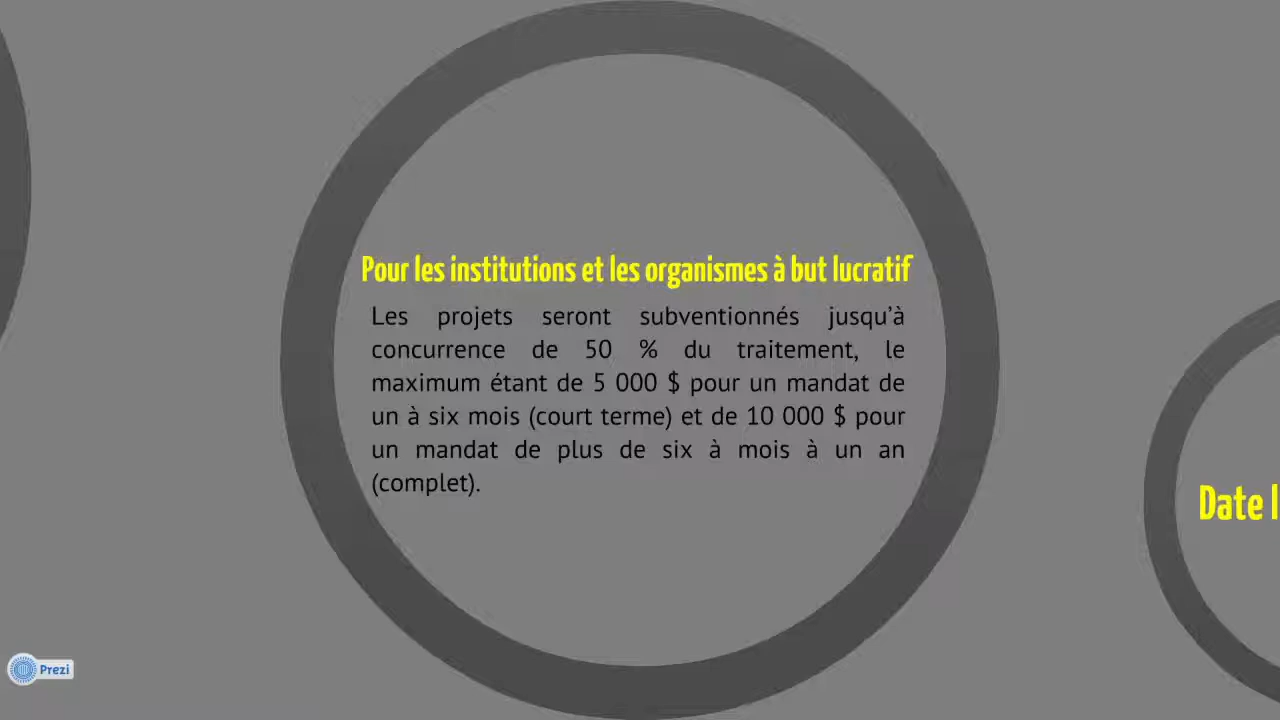 Pour les institutions et les organismes à but lucratif
Les projets seront subventionnés jusqu’à
concurrence de 50 % du traitement, le
maximum étant de 5 000 $ pour un mandat de
un à six mois (court terme) et de 10 000 $ pour
un mandat de plus de six à mois à un an
(complet).
Date
Prezi